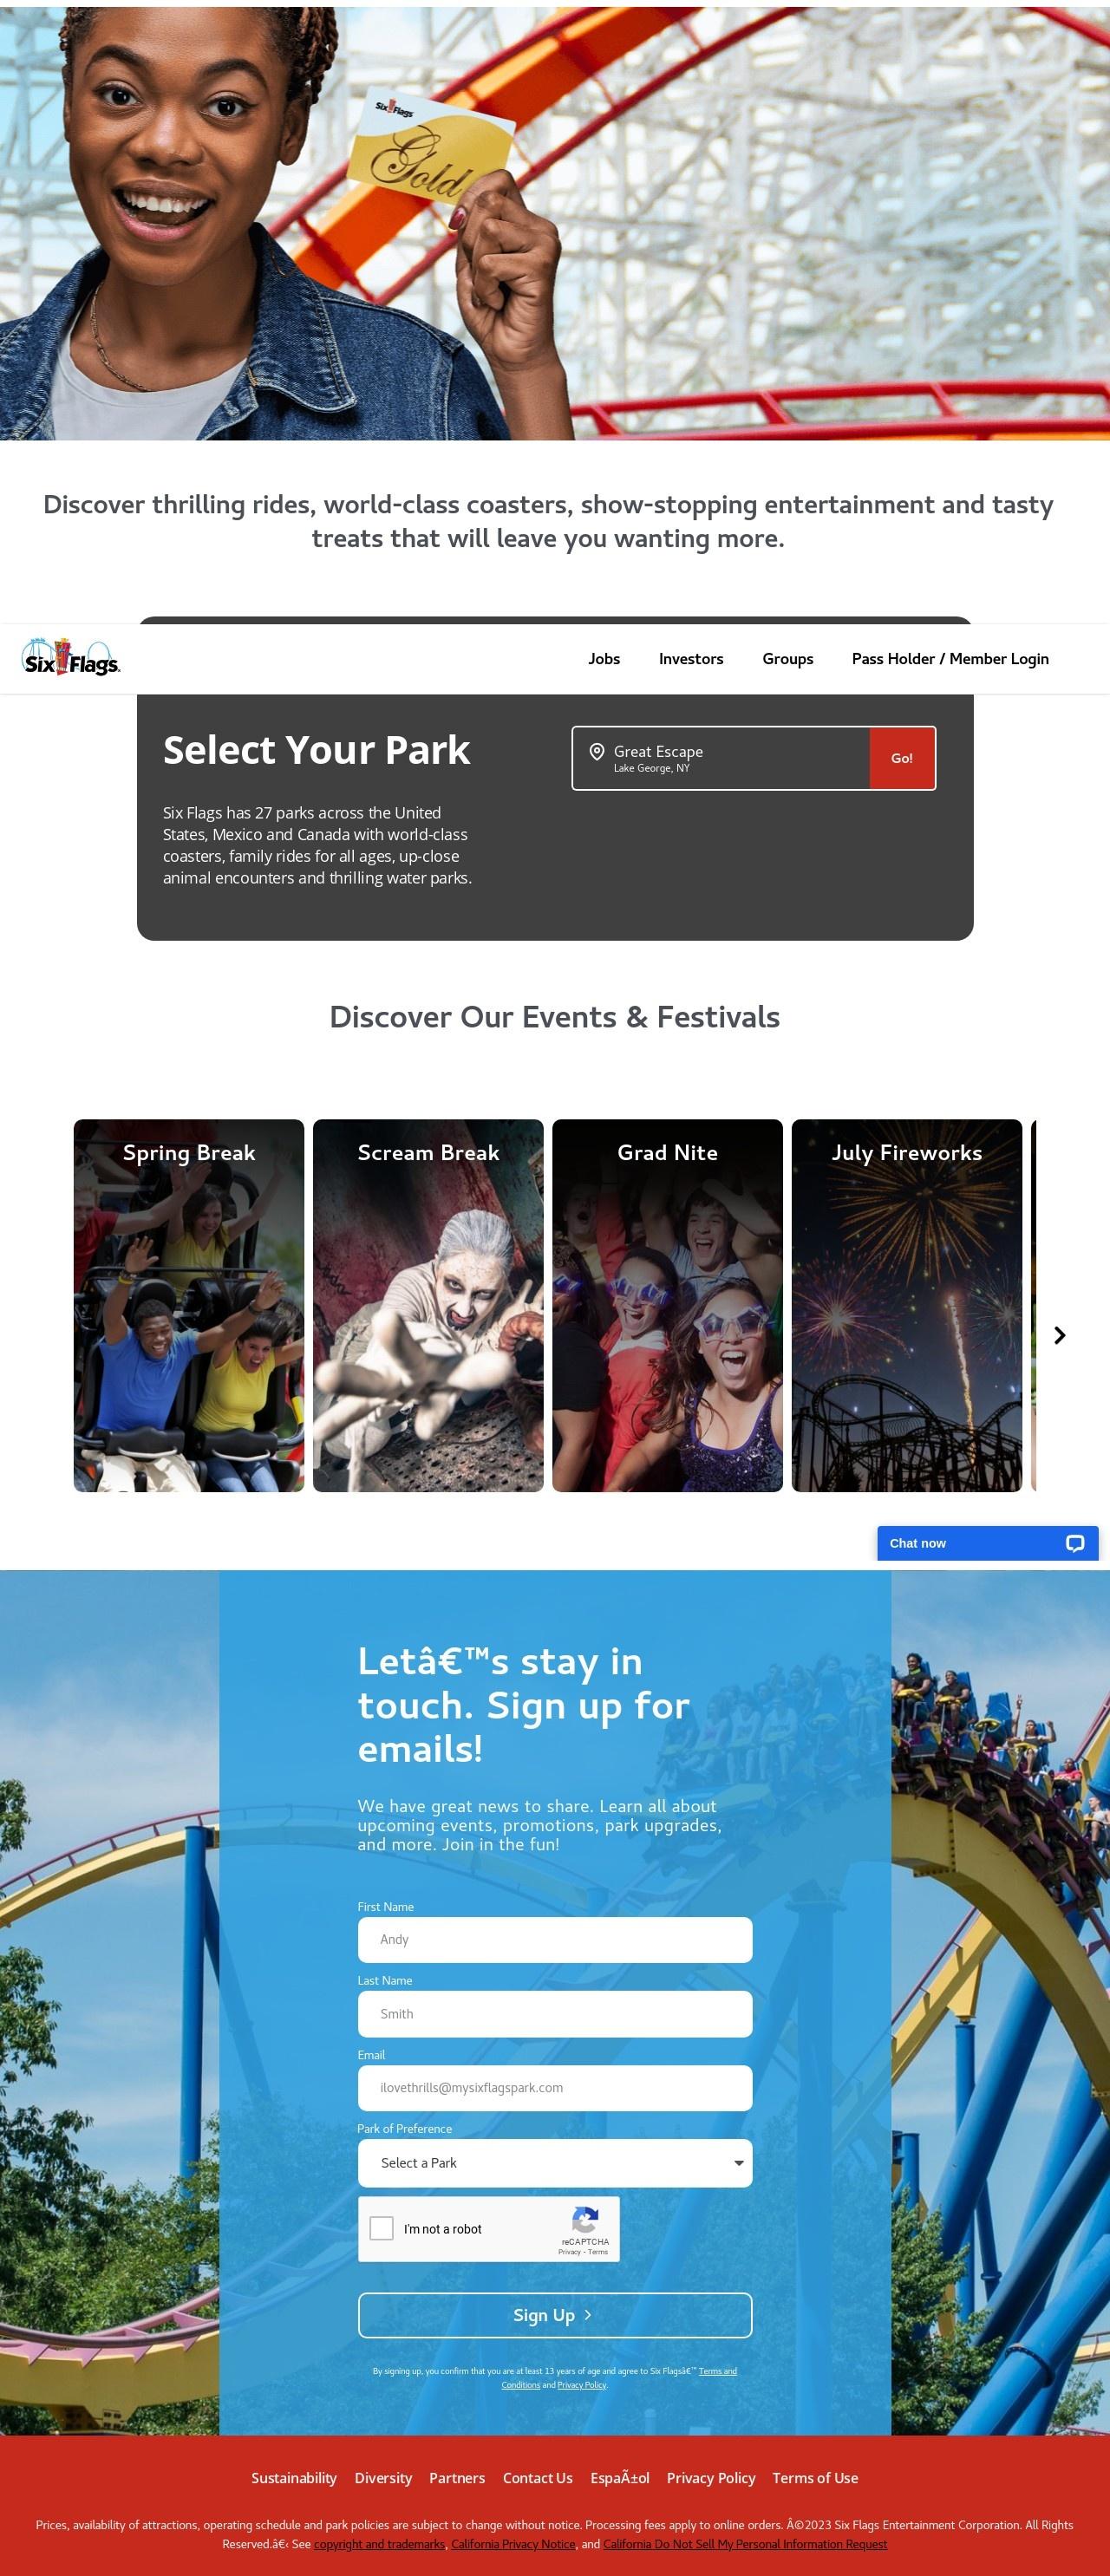 Six Flags
Gold
Discover thrilling rides, world-class coasters, show-stopping entertainment and tasty
treats that will leave you wanting more.
Six Flags
Jobs
Investors
Groups
Pass Holder / Member Login
Select Your Park
Great Escape
Lake George, NY
Go!
Six Flags has 27 parks across the United
States, Mexico and Canada with world-class
coasters, family rides for all ages, up-close
animal encounters and thrilling water parks.
Discover Our Events & Festivals
Spring Break
Scream Break
Grad Nite
July Fireworks
Chat now
Letâ€™s stay in
touch. Sign up for
emails!
We have great news to share. Learn all about
upcoming events, promotions, park upgrades,
and more. Join in the fun!
First Name
Andy
Last Name
Smith
Email
ilovethrills@mysixflagspark.com
Park of Preference
Select a Park
I'm not a robot
reCAPTCHA
Privacy - Terms
Sign Up
By signing up, you confirm that you are at least 13 years of age and agree to Six Flagsâ€™ Terms and
Conditions and Privacy Policy.
Sustainability Diversity Partners Contact Us EspaÃ±ol Privacy Policy Terms of Use
Prices, availability of attractions, operating schedule and park policies are subject to change without notice. Processing fees apply to online orders. Â©2023 Six Flags Entertainment Corporation. All Rights
Reserved.â€‹ See copyright and trademarks, California Privacy Notice, and California Do Not Sell My Personal Information Request